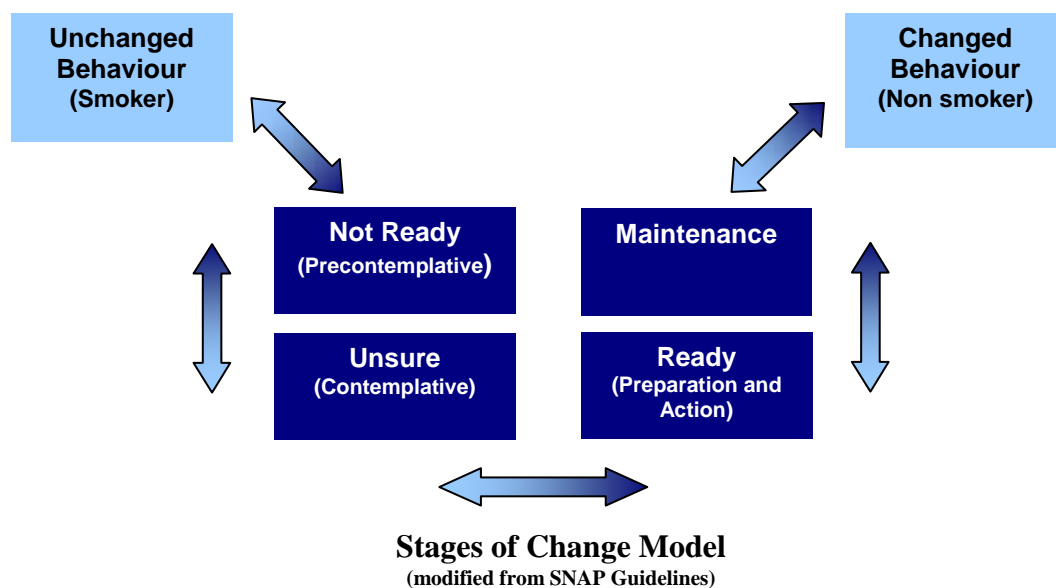 Unchanged
Behaviour
(Smoker)
Changed
Behaviour
(Non smoker)
Not Ready
(Precontemplative)
Maintenance
Unsure
(Contemplative)
Ready
(Preparation and
Action)
Stages of Change Model
(modified from SNAP Guidelines)